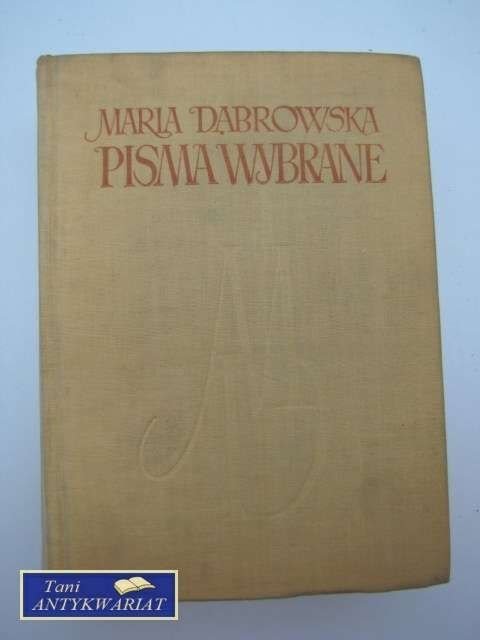 MARIA DĄBROWSKA
PISMA WYBRANE
Tani
ANTYKWARIAT